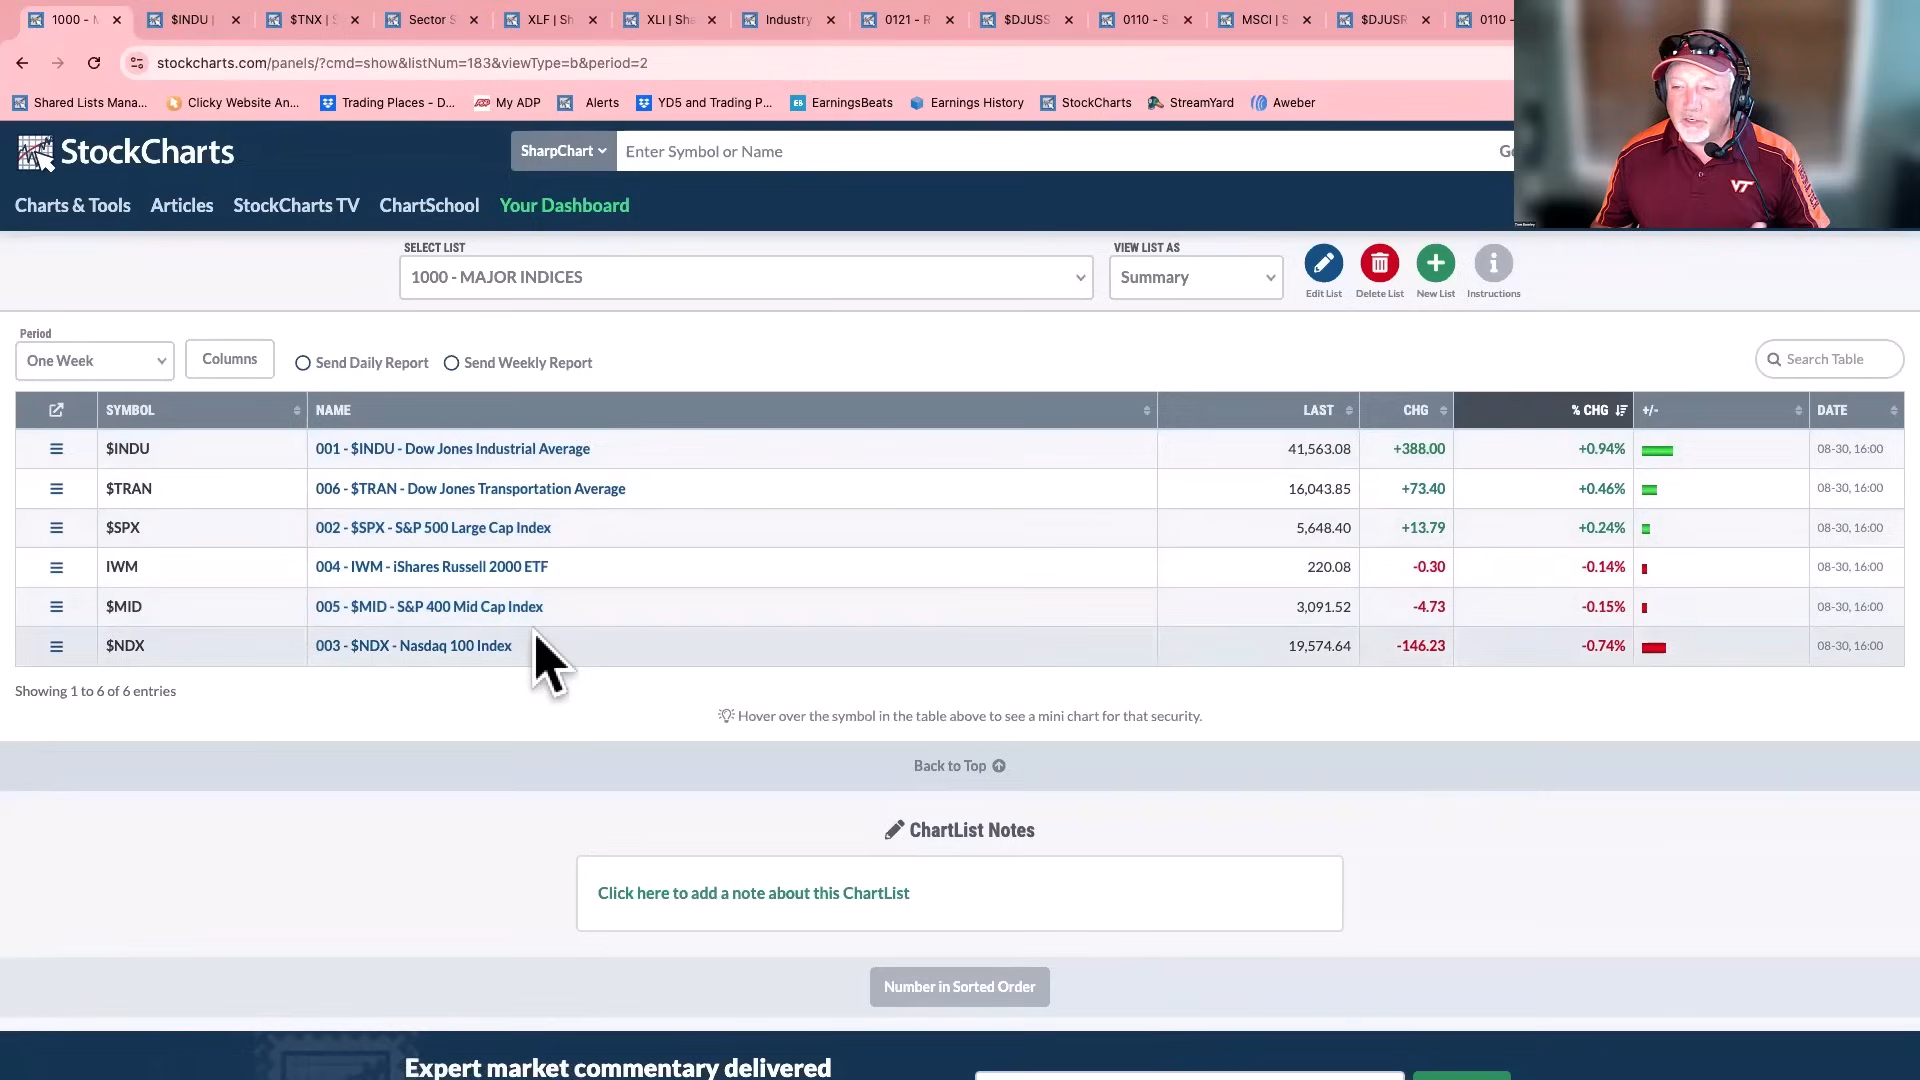 1000 -
$INDU |
$TNX |
Sector S
XLF | Sh
XLI | Sha
Industry
0121 - R
$DJUSS
0110 - S
MSCI | S
$DJUSR
0110 -
stockcharts.com/panels/?cmd=show&listNum=183&viewType=b&period=2
Shared Lists Mana...
Clicky Website An...
Trading Places - D...
My ADP
Alerts
YD5 and Trading P...
EarningsBeats
Earnings History
StockCharts
StreamYard
Aweber
StockCharts
SharpChart
Enter Symbol or Name
VT
Charts & Tools
Articles
StockCharts TV
ChartSchool
Your Dashboard
SELECT LIST
1000 - MAJOR INDICES
VIEW LIST AS
Summary
Edit List
Delete List
New List
Instructions
Period
One Week
Columns
Send Daily Report
Send Weekly Report
Search Table
SYMBOL NAME LAST CHG % CHG +/- DATE
$INDU 001 - $INDU - Dow Jones Industrial Average 41,563.08 +388.00 +0.94% 08-30, 16:00
$TRAN 006 - $TRAN - Dow Jones Transportation Average 16,043.85 +73.40 +0.46% 08-30, 16:00
$SPX 002 - $SPX - S&P 500 Large Cap Index 5,648.40 +13.79 +0.24% 08-30, 16:00
IWM 004 - IWM - iShares Russell 2000 ETF 220.08 -0.30 -0.14% 08-30, 16:00
$MID 005 - $MID - S&P 400 Mid Cap Index 3,091.52 -4.73 -0.15% 08-30, 16:00
$NDX 003 - $NDX - Nasdaq 100 Index 19,574.64 -146.23 -0.74% 08-30, 16:00
Showing 1 to 6 of 6 entries
Hover over the symbol in the table above to see a mini chart for that security.
Back to Top
ChartList Notes
Click here to add a note about this ChartList
Number in Sorted Order
Expert market commentary delivered